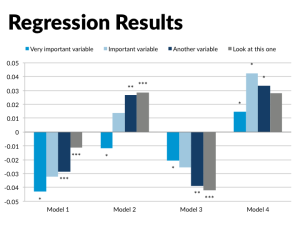 Regression Results
Very important variable Important variable Another variable Look at this one
0.05
0.04
0.03
0.02
0.01
0
-0.01
-0.02
-0.03
-0.04
-0.05
* *** *** * ** *** * ** *** * * *
Model 1 Model 2 Model 3 Model 4